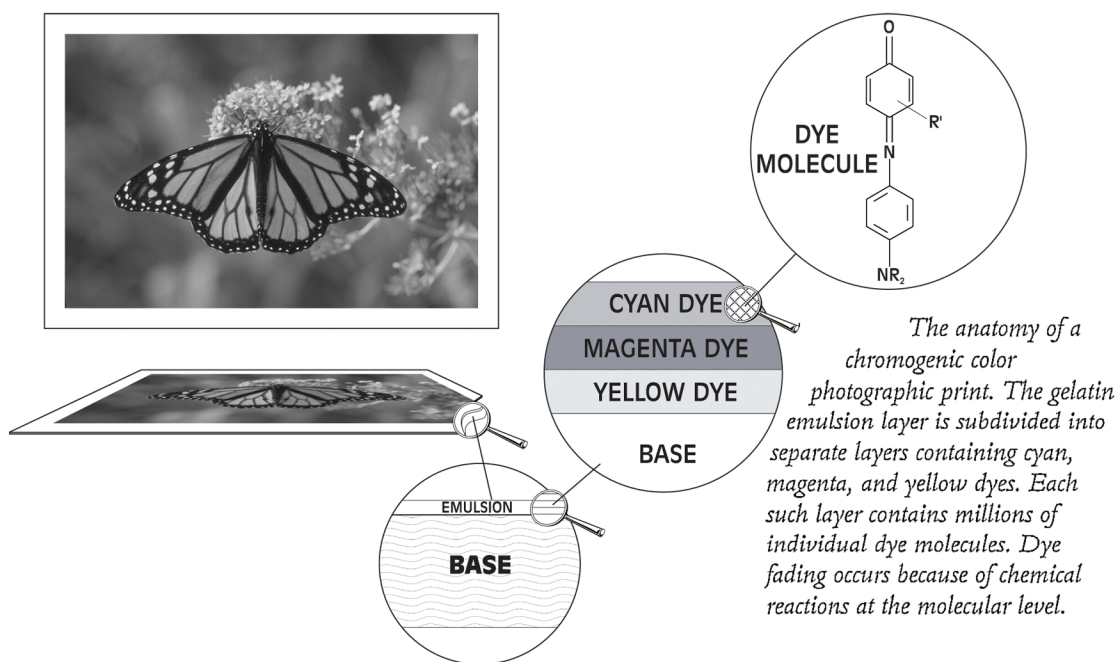 O
R'
DYE
MOLECULE
N
NR₂
CYAN DYE
MAGENTA DYE
YELLOW DYE
BASE
EMULSION
BASE
The anatomy of a
chromogenic color
photographic print. The gelatin
emulsion layer is subdivided into
separate layers containing cyan,
magenta, and yellow dyes. Each
such layer contains millions of
individual dye molecules. Dye
fading occurs because of chemical
reactions at the molecular level.